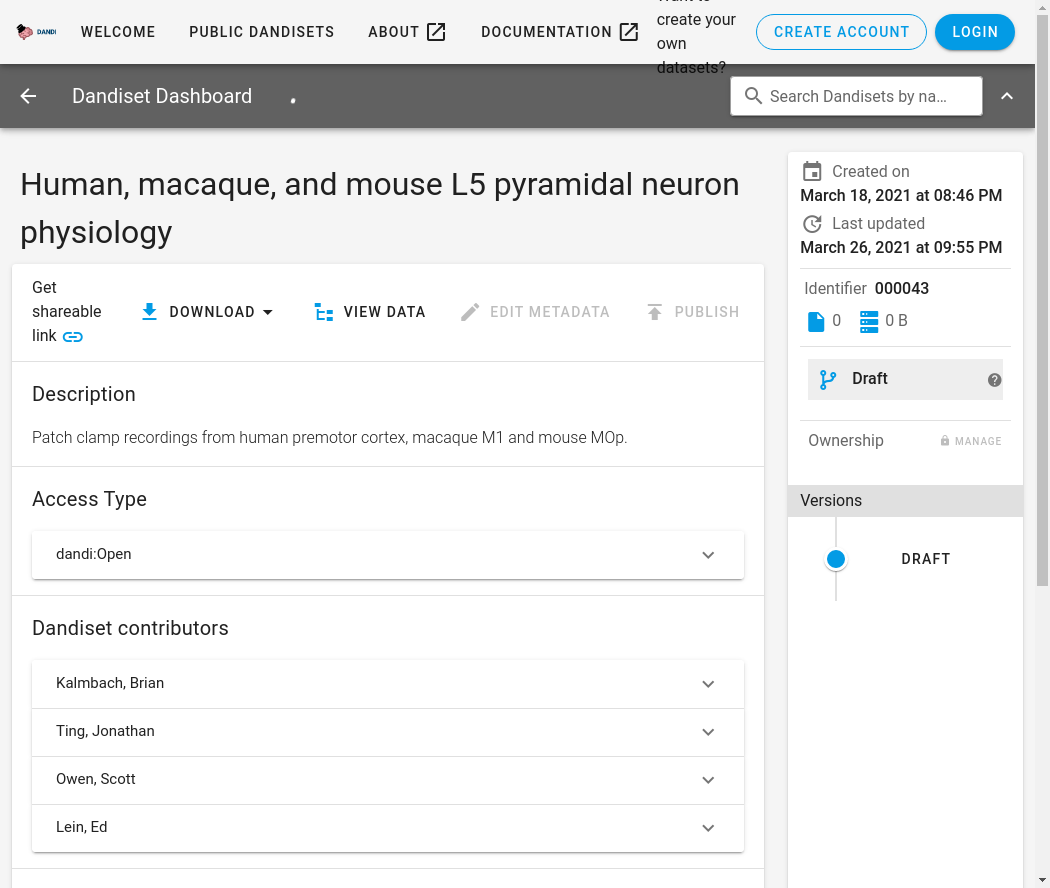 DANDI
WELCOME
PUBLIC DANDISETS
ABOUT
DOCUMENTATION
create your
own
datasets?
CREATE ACCOUNT
LOGIN
Dandiset Dashboard
Search Dandisets by na…
Human, macaque, and mouse L5 pyramidal neuron
physiology
Get
shareable
link
DOWNLOAD
VIEW DATA
EDIT METADATA
PUBLISH
Description
Patch clamp recordings from human premotor cortex, macaque M1 and mouse MOp.
Access Type
dandi:Open
Dandiset contributors
Kalmbach, Brian
Ting, Jonathan
Owen, Scott
Lein, Ed
Created on
March 18, 2021 at 08:46 PM
Last updated
March 26, 2021 at 09:55 PM
Identifier 000043
0
0 B
Draft
Ownership
MANAGE
Versions
DRAFT